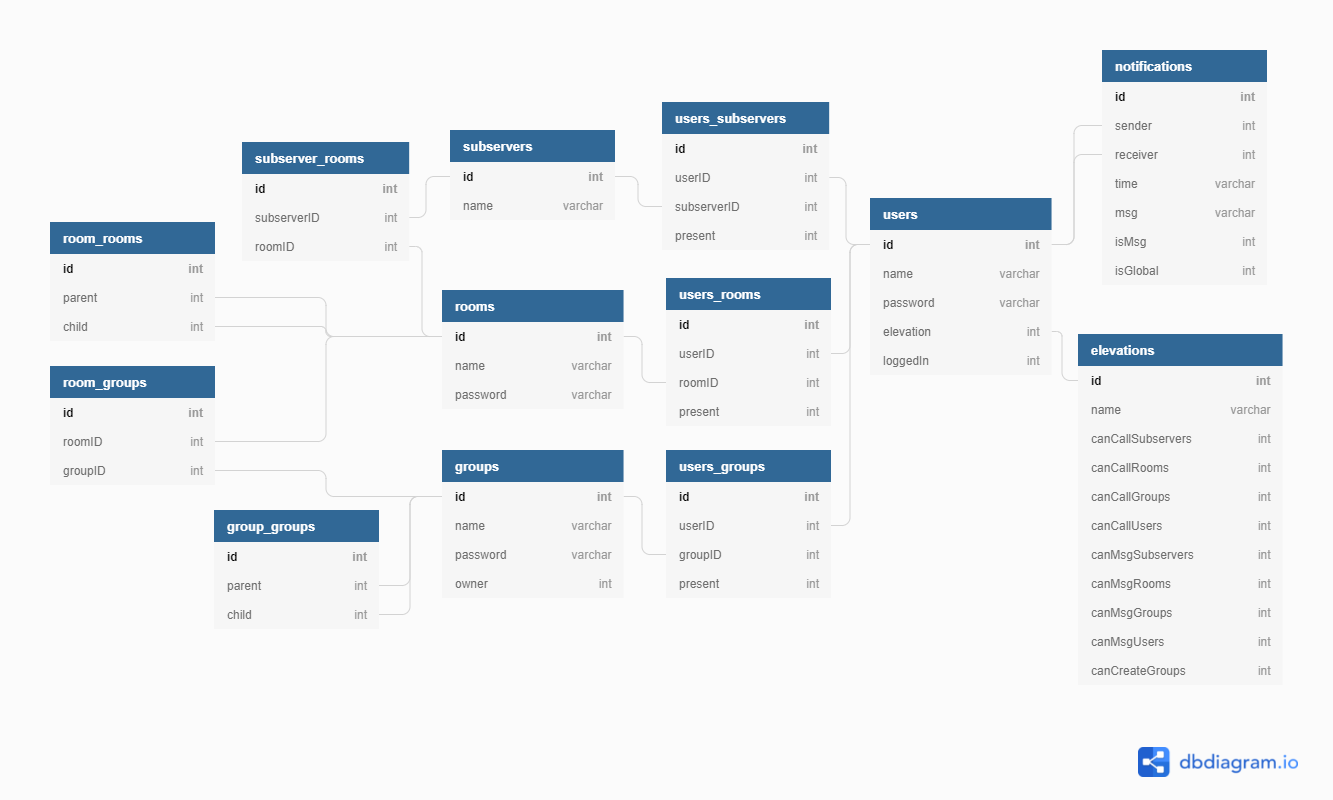 room_rooms
id int
parent int
child int
room_groups
id int
roomID int
groupID int
subserver_rooms
id int
subserverID int
roomID int
group_groups
id int
parent int
child int
subservers
id int
name varchar
rooms
id int
name varchar
password varchar
groups
id int
name varchar
password varchar
owner int
users_subservers
id int
userID int
subserverID int
present int
users_rooms
id int
userID int
roomID int
present int
users_groups
id int
userID int
groupID int
present int
users
id int
name varchar
password varchar
elevation int
loggedIn int
notifications
id int
sender int
receiver int
time varchar
msg varchar
isMsg int
isGlobal int
elevations
id int
name varchar
canCallSubservers int
canCallRooms int
canCallGroups int
canCallUsers int
canMsgSubservers int
canMsgRooms int
canMsgGroups int
canMsgUsers int
canCreateGroups int
dbdiagram.io